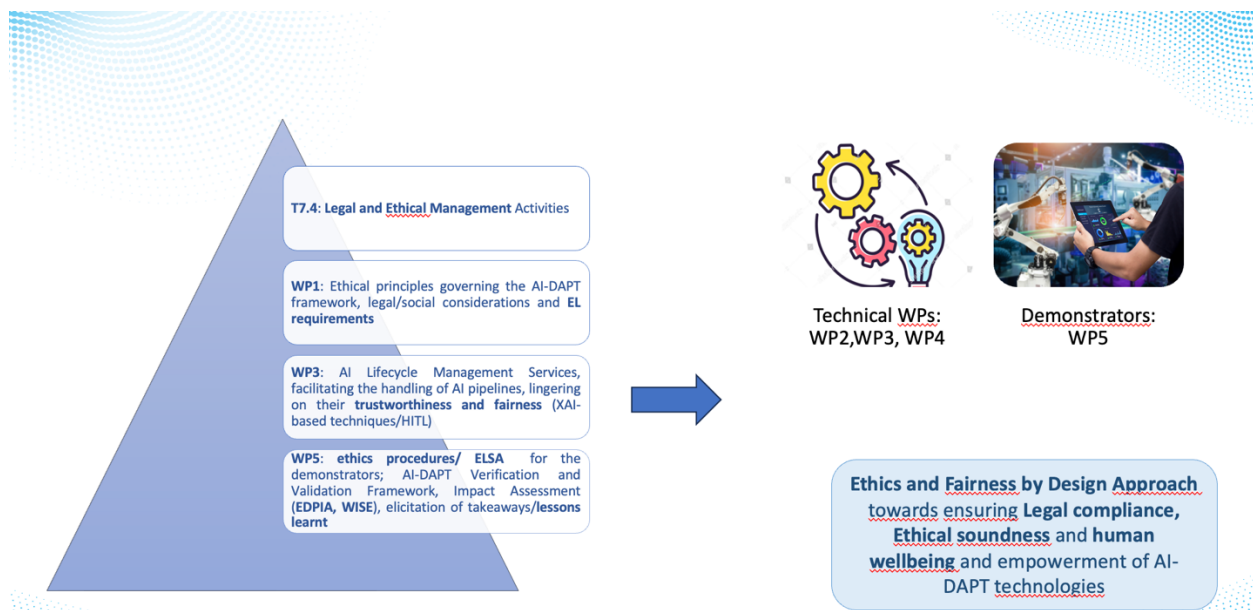 T7.4: Legal and Ethical Management Activities
WP1: Ethical principles governing the AI-DAPT
framework, legal/social considerations and EL
requirements
WP3: AI Lifecycle Management Services,
facilitating the handling of AI pipelines, lingering
on their trustworthiness and fairness (XAI-
based techniques/HITL)
WP5: ethics procedures/ ELSA for the
demonstrators; AI-DAPT Verification and
Validation Framework, Impact Assessment
(EDPIA, WISE), elicitation of takeaways/lessons
learnt
Technical WPs:
WP2,WP3, WP4
Demonstrators:
WP5
Ethics and Fairness by Design Approach
towards ensuring Legal compliance,
Ethical soundness and human
wellbeing and empowerment of AI-
DAPT technologies